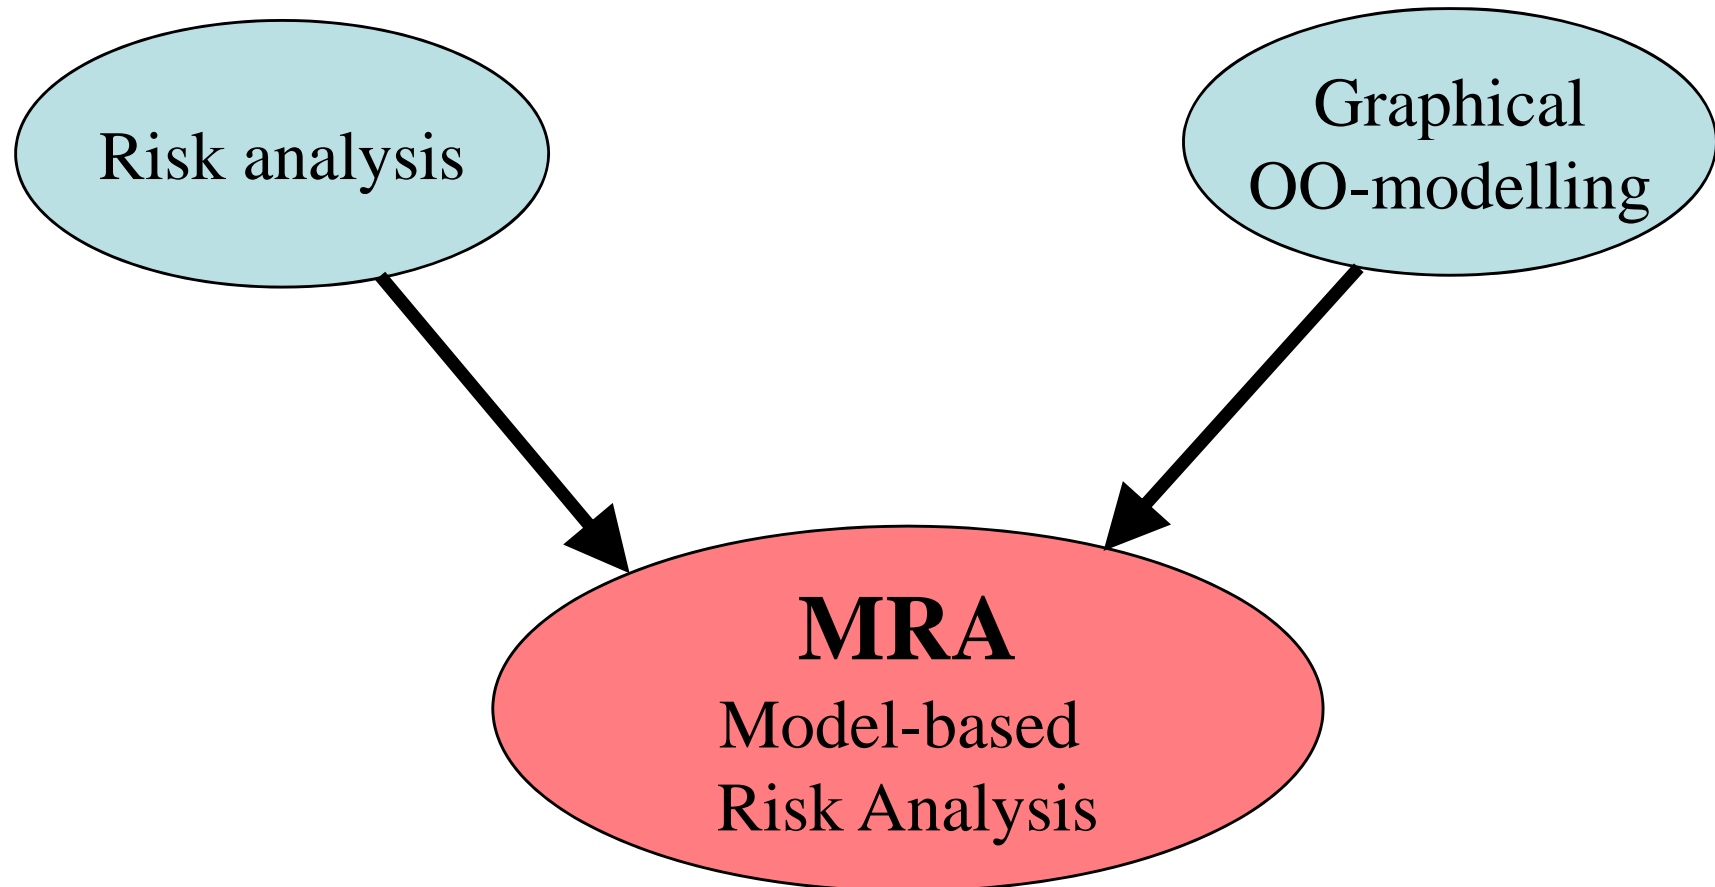 Risk analysis
Graphical
OO-modelling
MRA
Model-based
Risk Analysis